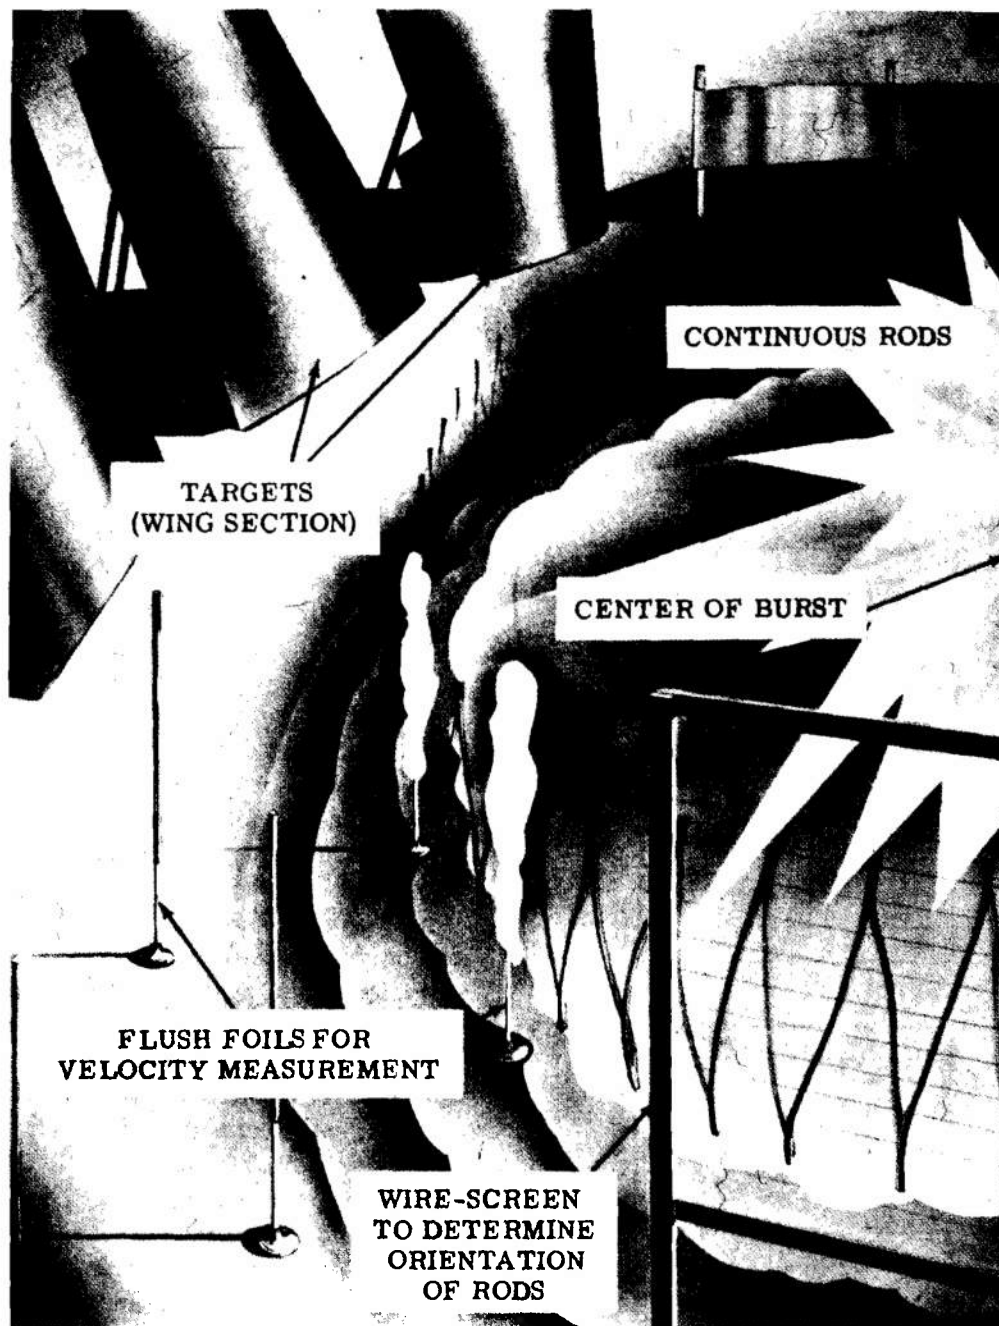 CONTINUOUS RODS
TARGETS
(WING SECTION)
CENTER OF BURST
FLUSH FOILS FOR
VELOCITY MEASUREMENT
WIRE-SCREEN
TO DETERMINE
ORIENTATION
OF RODS